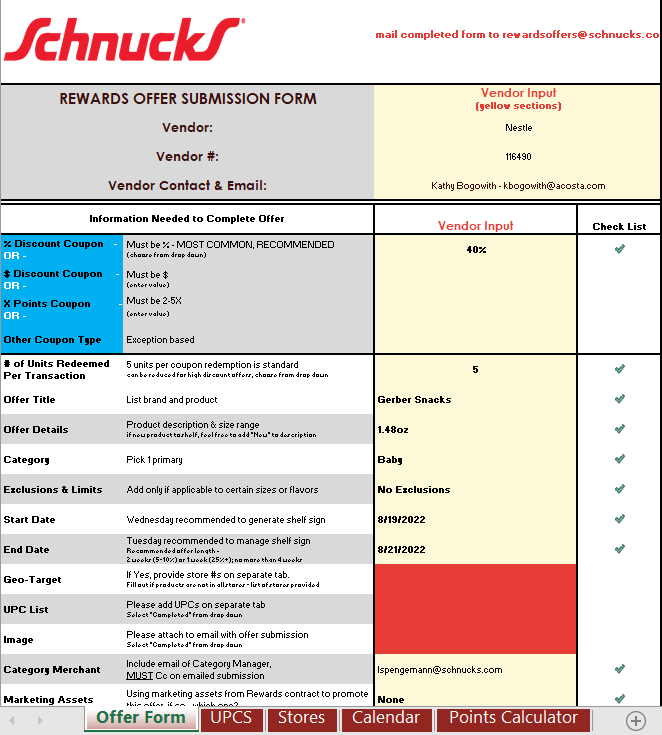 Schnucks®
mail completed form to rewardsoffers@schnucks.co
REWARDS OFFER SUBMISSION FORM
Vendor Input
(yellow sections)
Vendor:
Nestle
Vendor #:
116490
Vendor Contact & Email:
Kathy Bogowith - kbogowith@acosta.com
Information Needed to Complete Offer
Vendor Input
Check List
% Discount Coupon -
OR -
Must be % - MOST COMMON, RECOMMENDED
(choose from drop down)
40%
$ Discount Coupon -
OR -
Must be $
(enter value)
X Points Coupon -
OR -
Must be 2-5X
(enter value)
Other Coupon Type
Exception based
# of Units Redeemed
Per Transaction
5 units per coupon redemption is standard
can be reduced for high discount offers, choose from drop down
5
Offer Title
List brand and product
Gerber Snacks
Offer Details
Product description & size range
if new product to shelf, feel free to add "New" to description
1.48oz
Category
Pick 1 primary
Baby
Exclusions & Limits
Add only if applicable to certain sizes or flavors
No Exclusions
Start Date
Wednesday recommended to generate shelf sign
8/19/2022
End Date
Tuesday recommended to manage shelf sign
Recommended offer length -
2 weeks (5-10%) or 1 week (25%+); no more than 4 weeks
8/21/2022
Geo-Target
If Yes, provide store #s on separate tab.
Fill out if products are not in all stores - list of stores provided
UPC List
Please add UPCs on separate tab
Select "Completed" from drop down
Image
Please attach to email with offer submission
Select "Completed" from drop down
Category Merchant
Include email of Category Manager,
MUST Cc on emailed submission
lspengemann@schnucks.com
Marketing Assets
Using marketing assets from Rewards contract to promote
this offer, if so, which one?
None
Offer Form
UPCS
Stores
Calendar
Points Calculator